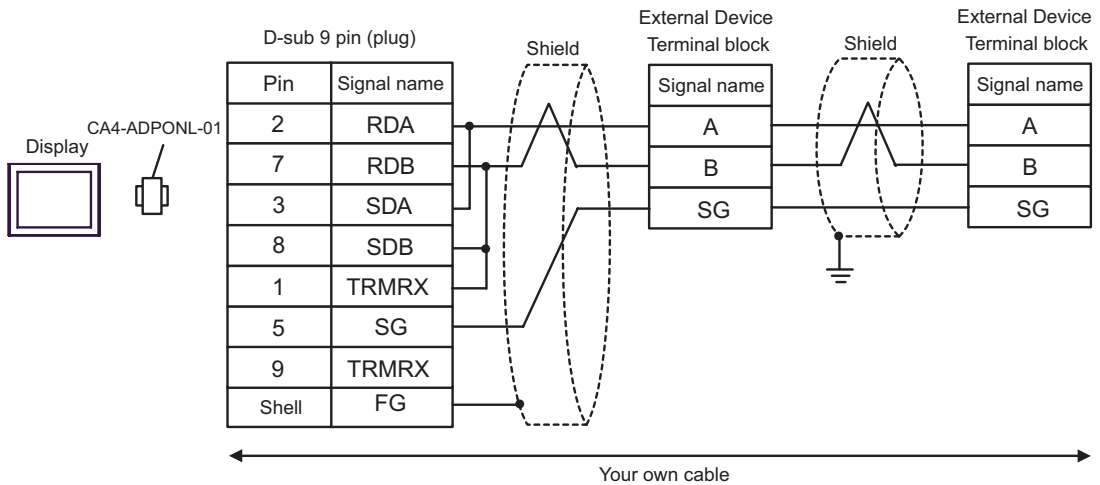 D-sub 9 pin (plug)
Shield
External Device
Terminal block
Shield
External Device
Terminal block
Display
CA4-ADPONL-01
Pin Signal name
2 RDA
7 RDB
3 SDA
8 SDB
1 TRMRX
5 SG
9 TRMRX
Shell FG
Signal name
A
B
SG
Signal name
A
B
SG
Your own cable